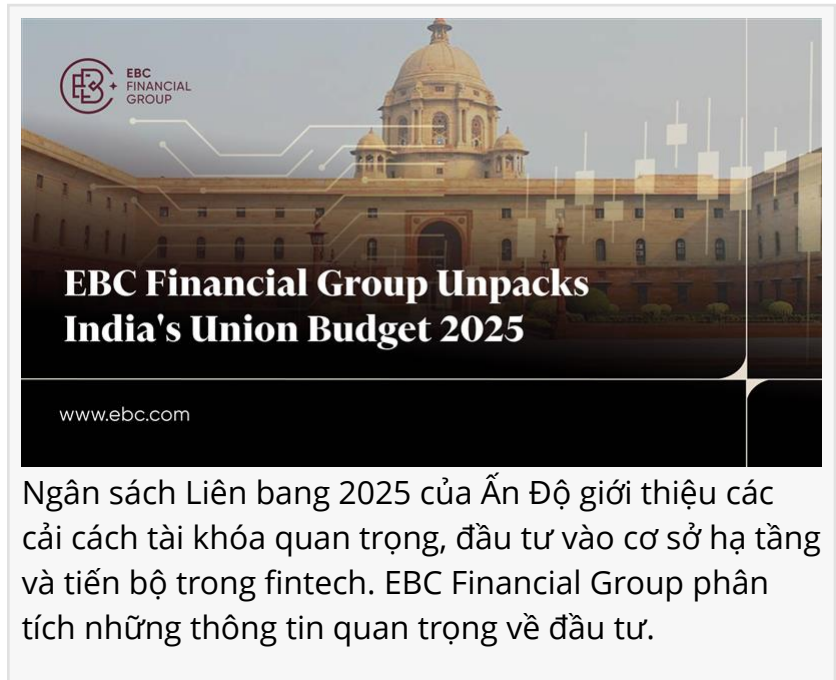 EBC
FINANCIAL
GROUP
EBC Financial Group Unpacks
India's Union Budget 2025
www.ebc.com
Ngân sách Liên bang 2025 của Ấn Độ giới thiệu các
cải cách tài khóa quan trọng, đầu tư vào cơ sở hạ tầng
và tiến bộ trong fintech. EBC Financial Group phân
tích những thông tin quan trọng về đầu tư.